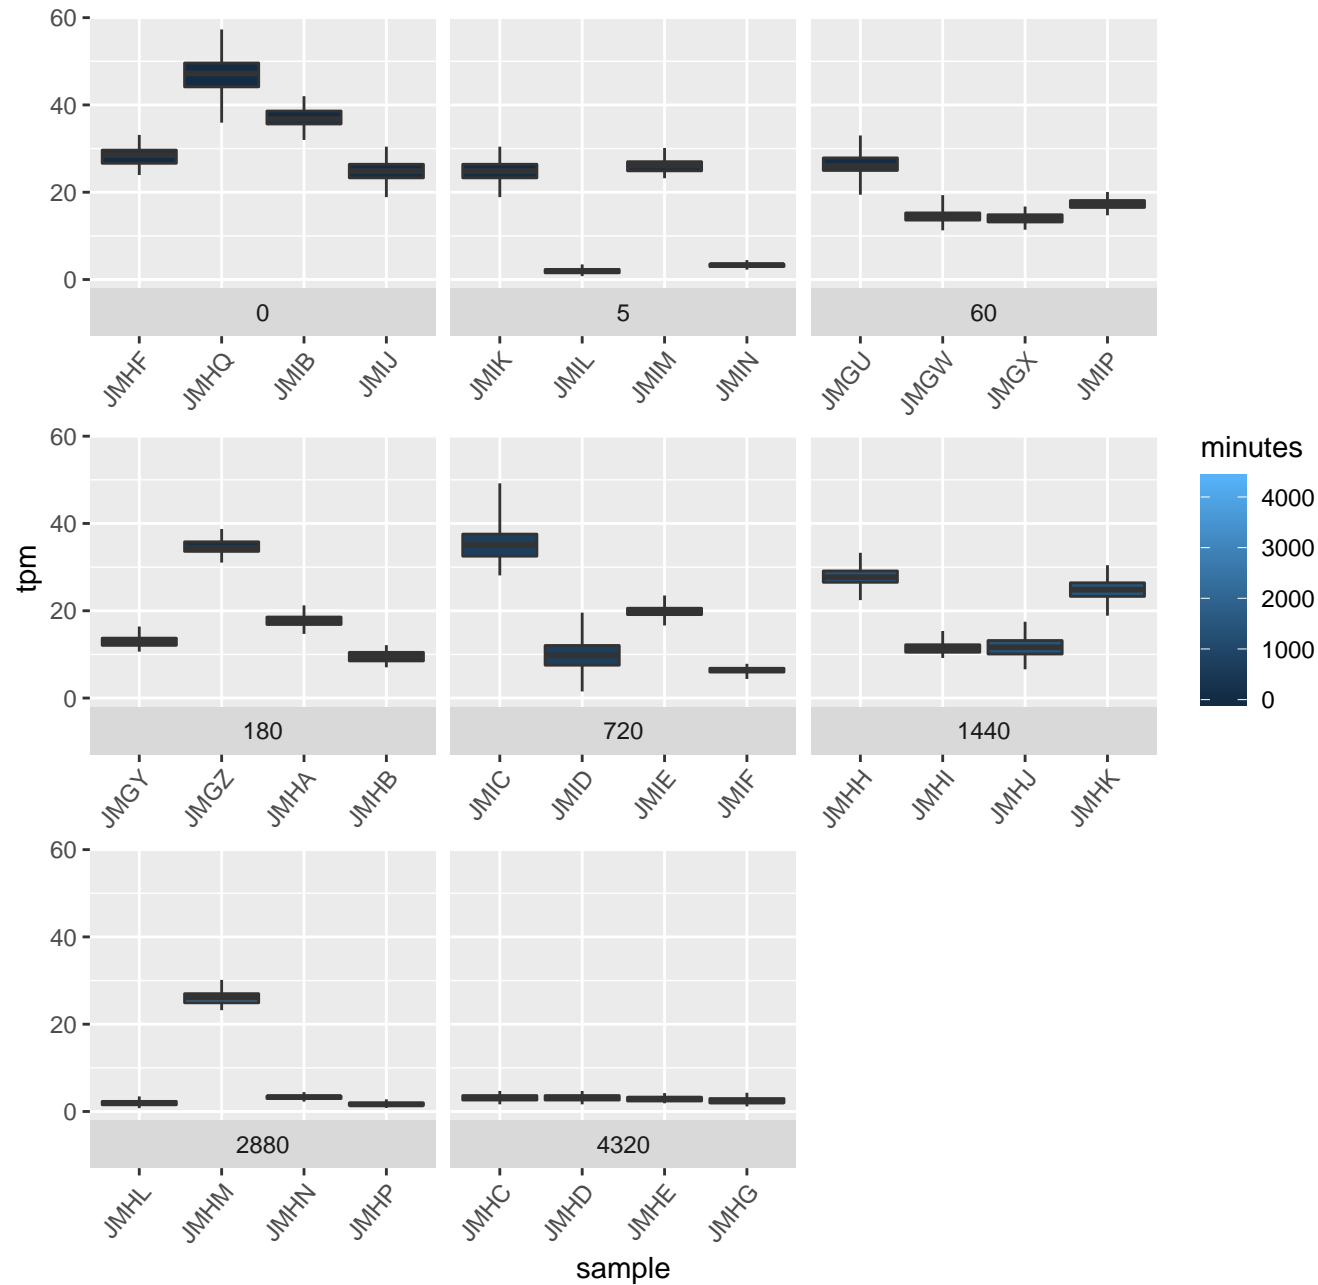 60
40
20
0
0 5 60
JMHF JMHQ JMIB JMIJ JMIK JMIL JMIM JMIN JMGU JMGW JMGX JMIP
60
40
20
0
180 720 1440
JMGY JMGZ JMHA JMHB JMIC JMID JMIE JMIF JMHH JMHI JMHJ JMHK
60
40
20
0
2880 4320
JMHL JMHM JMHN JMHP JMHC JMHD JMHE JMHG
tpm
sample
minutes
4000
3000
2000
1000
0